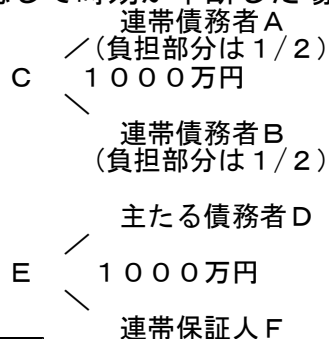 連帯債務者A
(負担部分は1/2)
C 1000万円
連帯債務者B
(負担部分は1/2)
主たる債務者D
E 1000万円
連帯保証人F